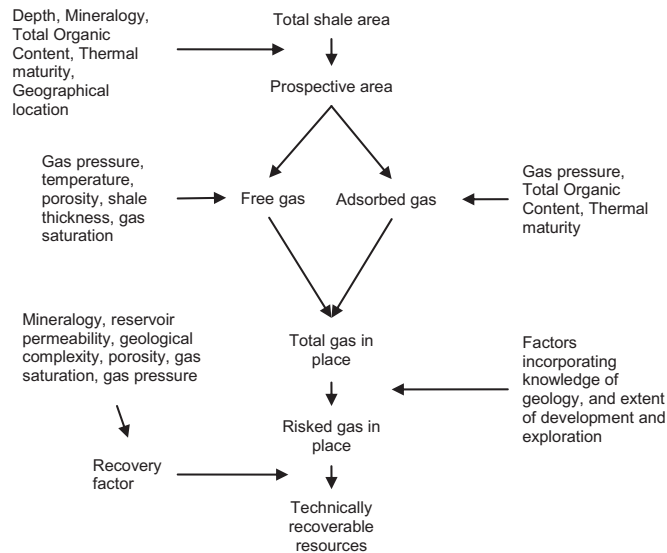 Depth, Mineralogy,
Total Organic
Content, Thermal
maturity,
Geographical
location
Total shale area
Prospective area
Gas pressure,
temperature,
porosity, shale
thickness, gas
saturation
Free gas
Adsorbed gas
Gas pressure,
Total Organic
Content, Thermal
maturity
Mineralogy, reservoir
permeability, geological
complexity, porosity, gas
saturation, gas pressure
Total gas in
place
Factors
incorporating
knowledge of
geology, and extent
of development and
exploration
Risked gas in
place
Recovery
factor
Technically
recoverable
resources